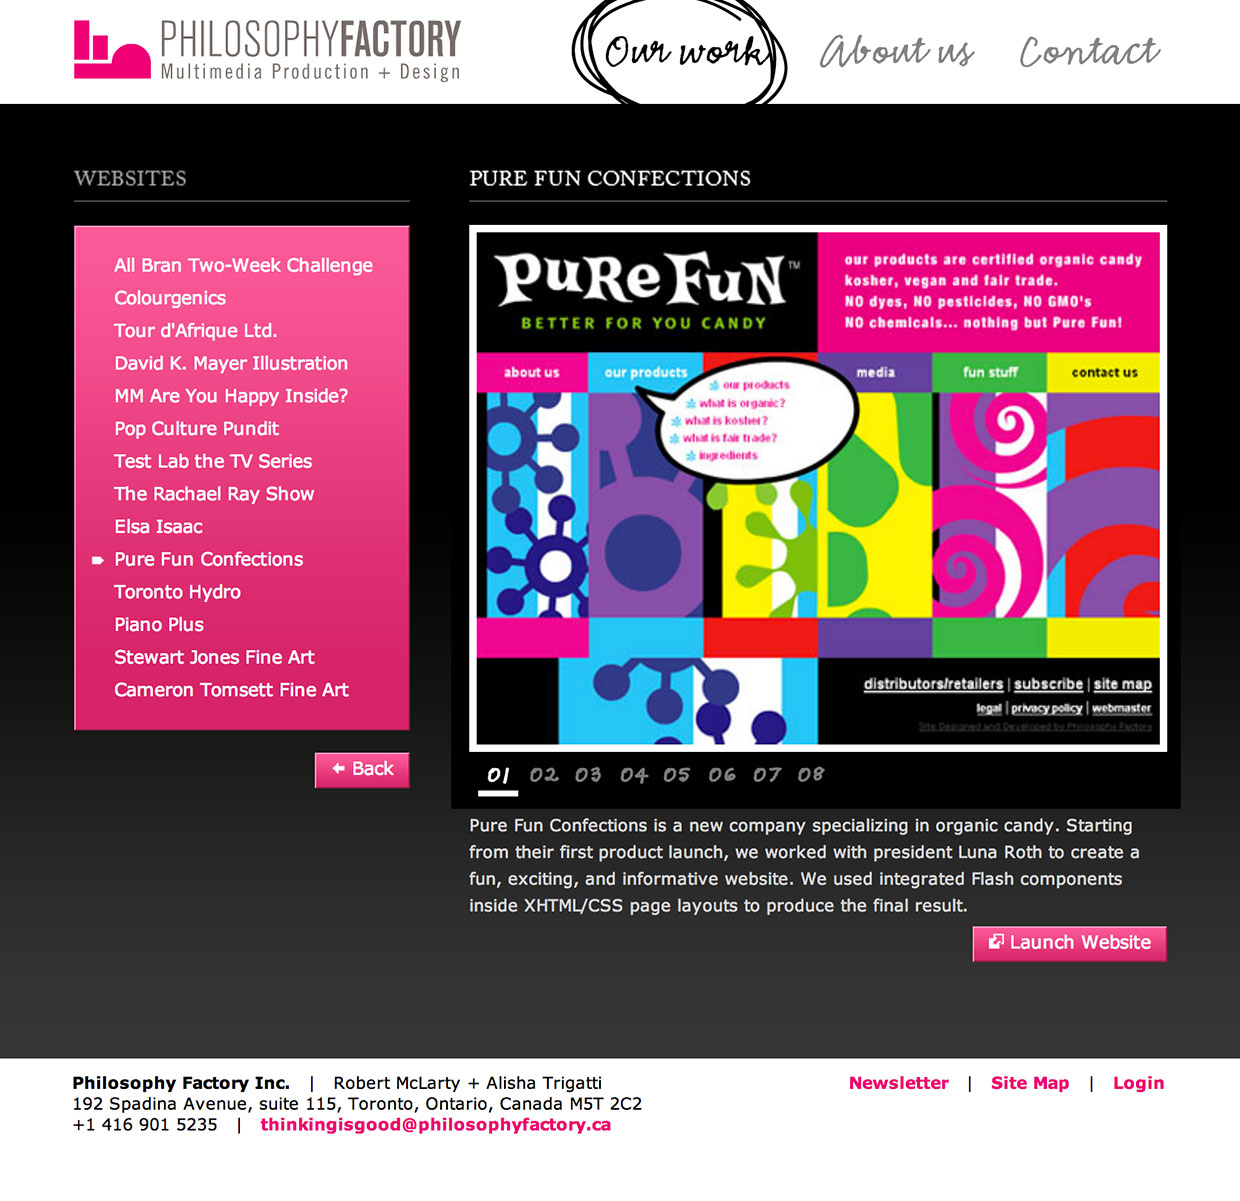 PHILOSOPHYFACTORY
Multimedia Production + Design
Our work
About us
Contact
WEBSITES
All Bran Two-Week Challenge
Colourgenics
Tour d'Afrique Ltd.
David K. Mayer Illustration
MM Are You Happy Inside?
Pop Culture Pundit
Test Lab the TV Series
The Rachael Ray Show
Elsa Isaac
Pure Fun Confections
Toronto Hydro
Piano Plus
Stewart Jones Fine Art
Cameron Tomsett Fine Art
Back
PURE FUN CONFECTIONS
PuRe FuN™
BETTER FOR YOU CANDY
our products are certified organic candy
kosher, vegan and fair trade.
NO dyes, NO pesticides, NO GMO's
NO chemicals... nothing but Pure Fun!
about us
our products
media
fun stuff
contact us
our products
what is organic?
what is kosher?
what is fair trade?
ingredients
distributors/retailers | subscribe | site map
legal | privacy policy | webmaster
Site Designed and Developed by Philosophy Factory
01 02 03 04 05 06 07 08
Pure Fun Confections is a new company specializing in organic candy. Starting
from their first product launch, we worked with president Luna Roth to create a
fun, exciting, and informative website. We used integrated Flash components
inside XHTML/CSS page layouts to produce the final result.
Launch Website
Philosophy Factory Inc. | Robert McLarty + Alisha Trigatti
192 Spadina Avenue, suite 115, Toronto, Ontario, Canada M5T 2C2
+1 416 901 5235 | thinkingisgood@philosophyfactory.ca
Newsletter | Site Map | Login